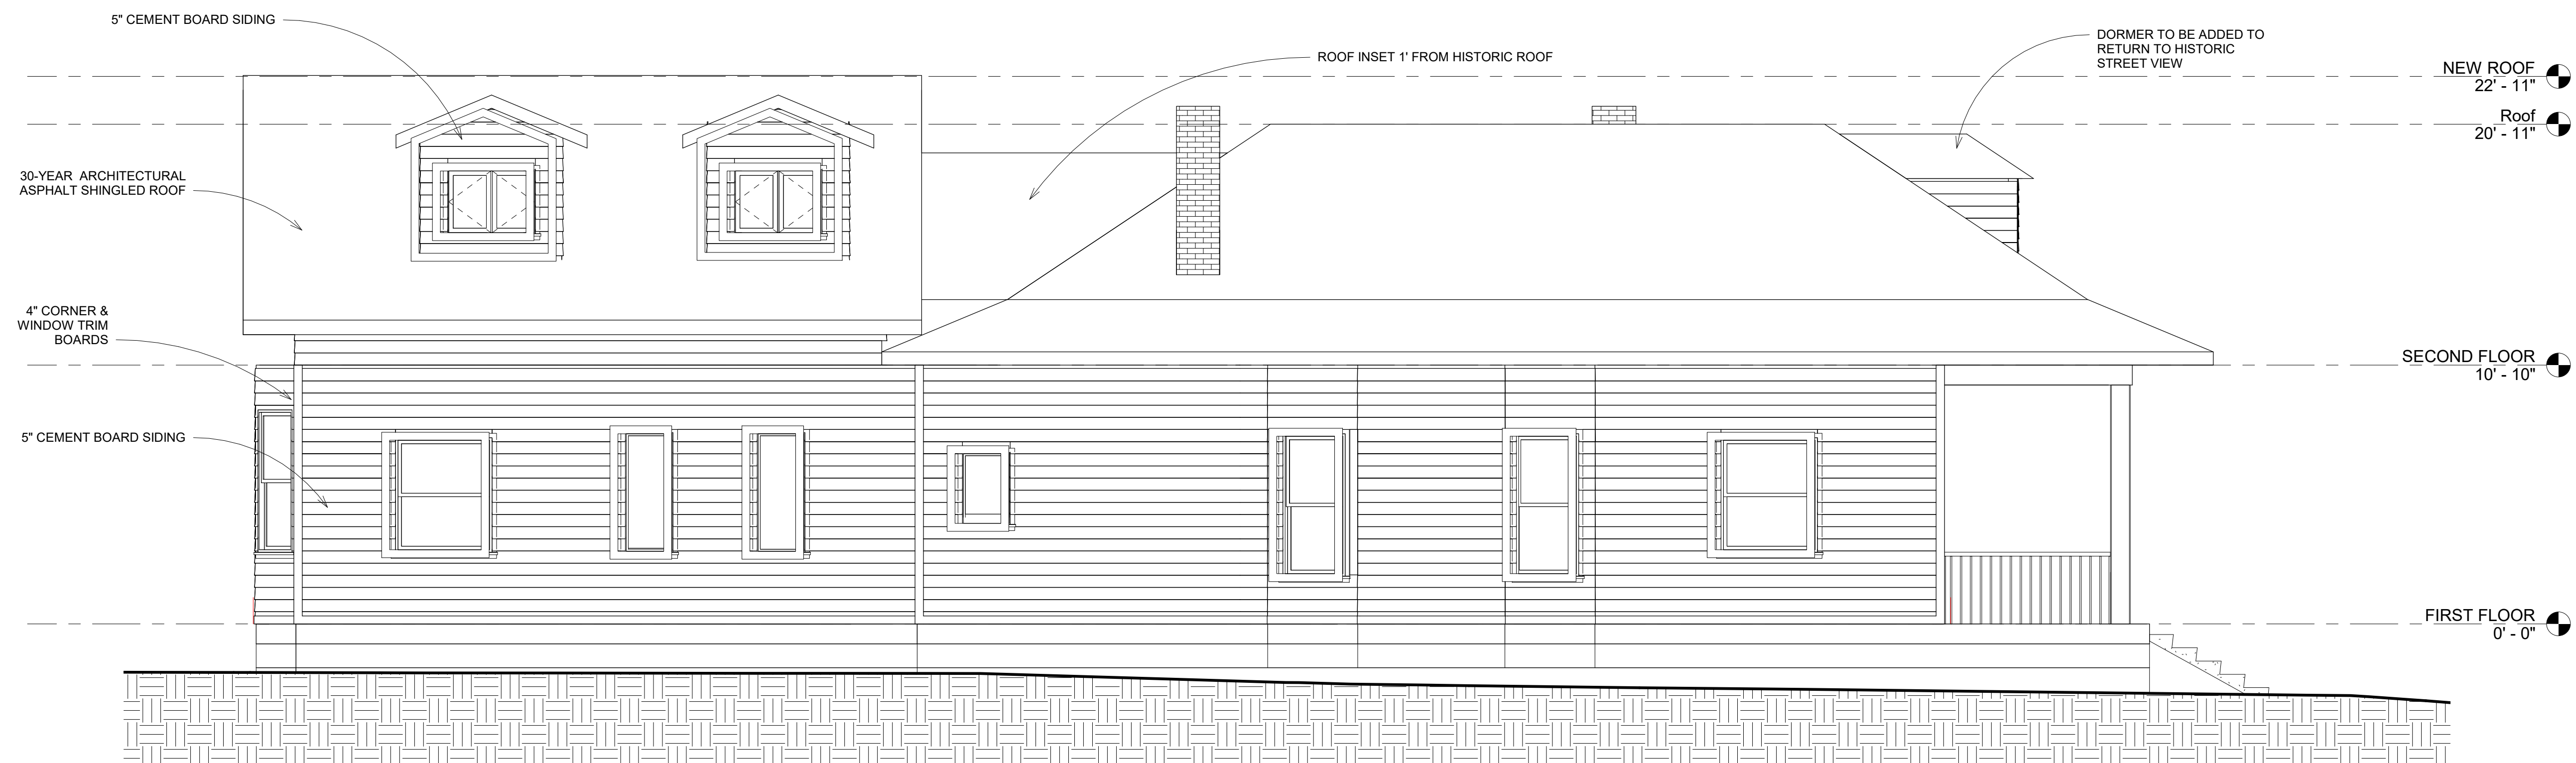 5" CEMENT BOARD SIDING
ROOF INSET 1' FROM HISTORIC ROOF
DORMER TO BE ADDED TO
RETURN TO HISTORIC
STREET VIEW
NEW ROOF
22' - 11"
Roof
20' - 11"
30-YEAR ARCHITECTURAL
ASPHALT SHINGLED ROOF
4" CORNER &
WINDOW TRIM
BOARDS
SECOND FLOOR
10' - 10"
5" CEMENT BOARD SIDING
FIRST FLOOR
0' - 0"